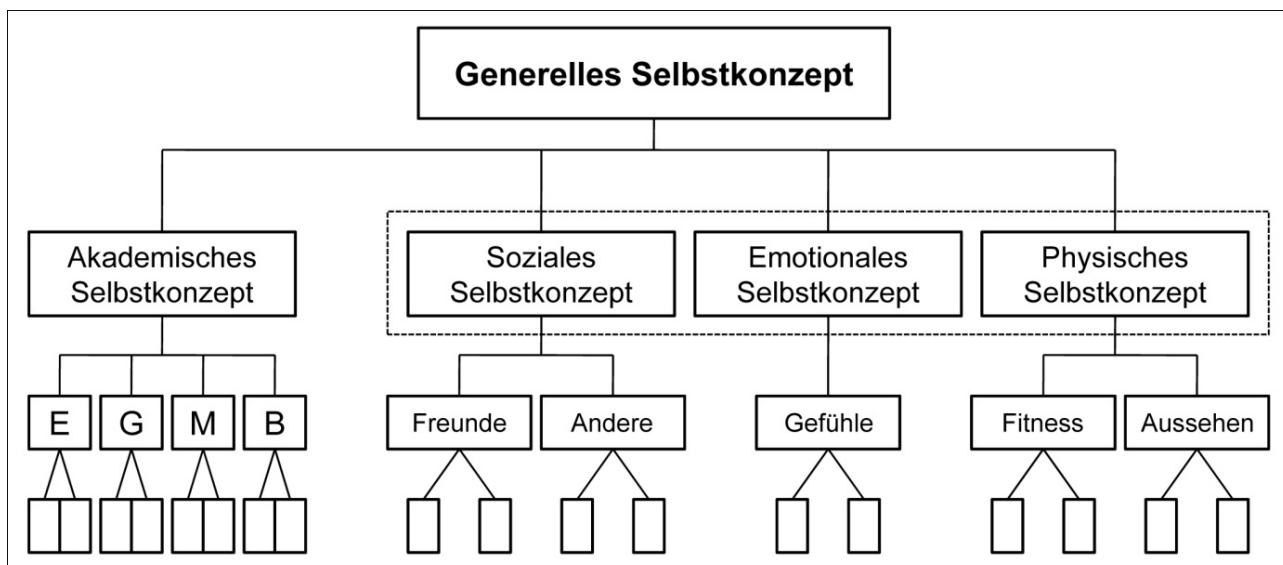 Generelles Selbstkonzept
Akademisches
Selbstkonzept
Soziales
Selbstkonzept
Emotionales
Selbstkonzept
Physisches
Selbstkonzept
E
G
M
B
Freunde
Andere
Gefühle
Fitness
Aussehen